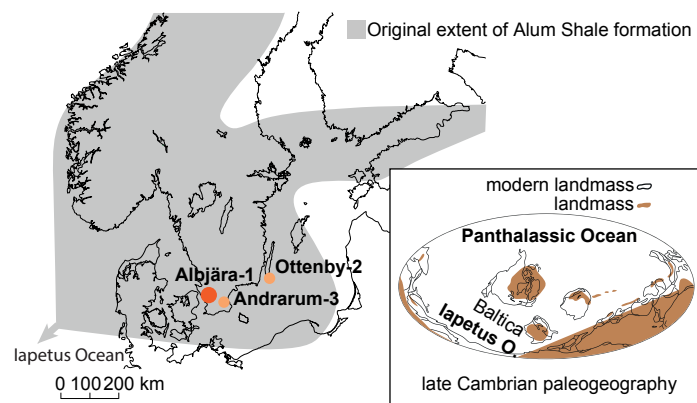 Original extent of Alum Shale formation
Albjära-1
Ottenby-2
Andrarum-3
Iapetus Ocean
0 100 200 km
modern landmass
landmass
Panthalassic Ocean
Baltica
Iapetus O.
late Cambrian paleogeography